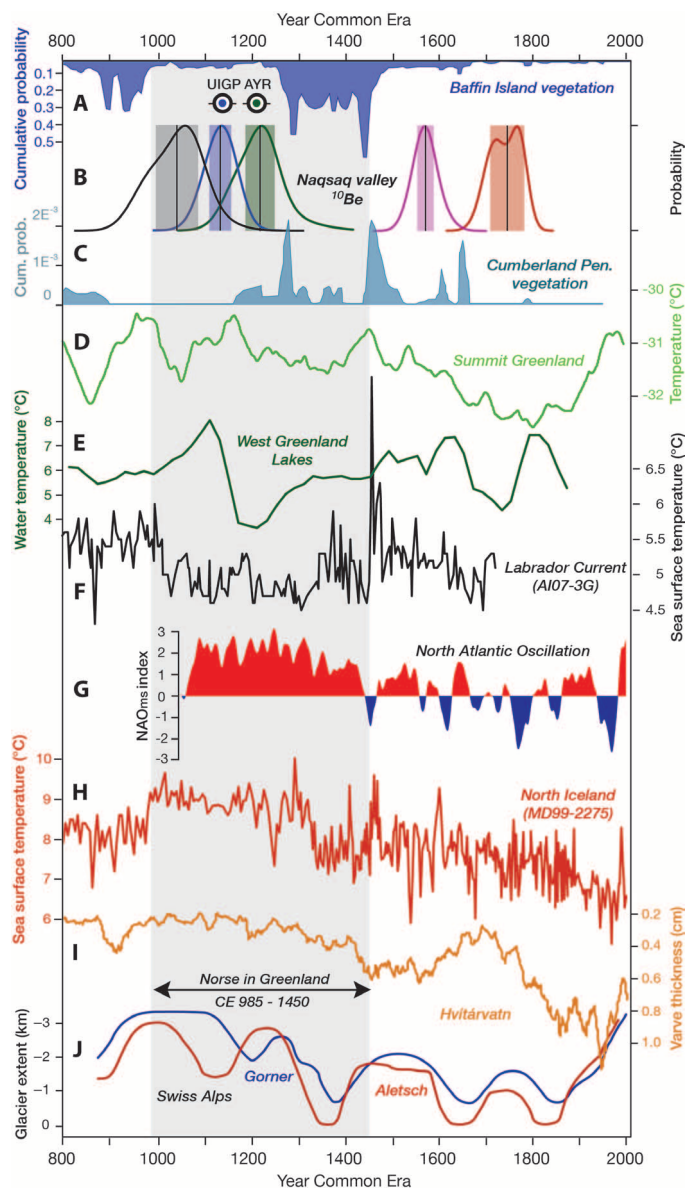 Year Common Era
800 1000 1200 1400 1600 1800 2000
Cumulative probability
0.1
0.2
0.3
0.4
0.5
A
UIGP AYR
Baffin Island vegetation
B
Naqsaq valley
10Be
Probability
Cum. prob.
2E-3
1E-3
0
C
Cumberland Pen.
vegetation
D
Summit Greenland
-30
-31
-32
Temperature (°C)
Water temperature (°C)
8
7
6
5
4
E
West Greenland
Lakes
6.5
6
5.5
5
4.5
Sea surface temperature (°C)
F
Labrador Current
(AI07-3G)
G
NAOms index
3
2
1
0
-1
-2
-3
North Atlantic Oscillation
Sea surface temperature (°C)
10
9
8
7
6
H
North Iceland
(MD99-2275)
I
0.2
0.4
0.6
0.8
1.0
Varve thickness (cm)
Norse in Greenland
CE 985 - 1450
Hvítárvatn
Glacier extent (km)
–3
–2
–1
0
J
Swiss Alps
Gorner
Aletsch
800 1000 1200 1400 1600 1800 2000
Year Common Era